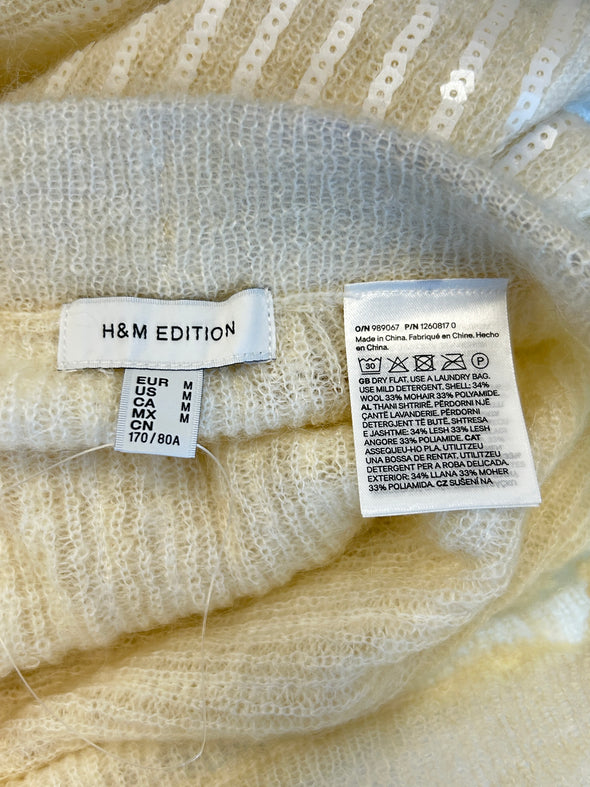 H&M EDITION
EUR M
US M
CA M
MX M
CN
170/80A
O/N 989067 P/N 1260817 0
Made in China. Fabriqué en Chine. Hecho
en China.
30
P
GB DRY FLAT. USE A LAUNDRY BAG.
USE MILD DETERGENT. SHELL: 34%
WOOL 33% MOHAIR 33% POLYAMIDE.
AL THANI SHTRIRË. PËRDORNI
ÇANTË LAVANDERIE. PËRDORNI
DETERGJENT TË BUTË. SHTRESA
E JASHTME: 34% LESH 33% LESH
ANGORE 33% POLIAMIDE. CAT
ASSEQUEU-HO PLA. UTILITZEU
UNA BOSSA DE RENTAT. UTILITZEU
DETERGENT PER A ROBA DELICADA.
EXTERIOR: 34% LLANA 33% MOHER
33% POLIAMIDA. CZ SUŠENÍ NA